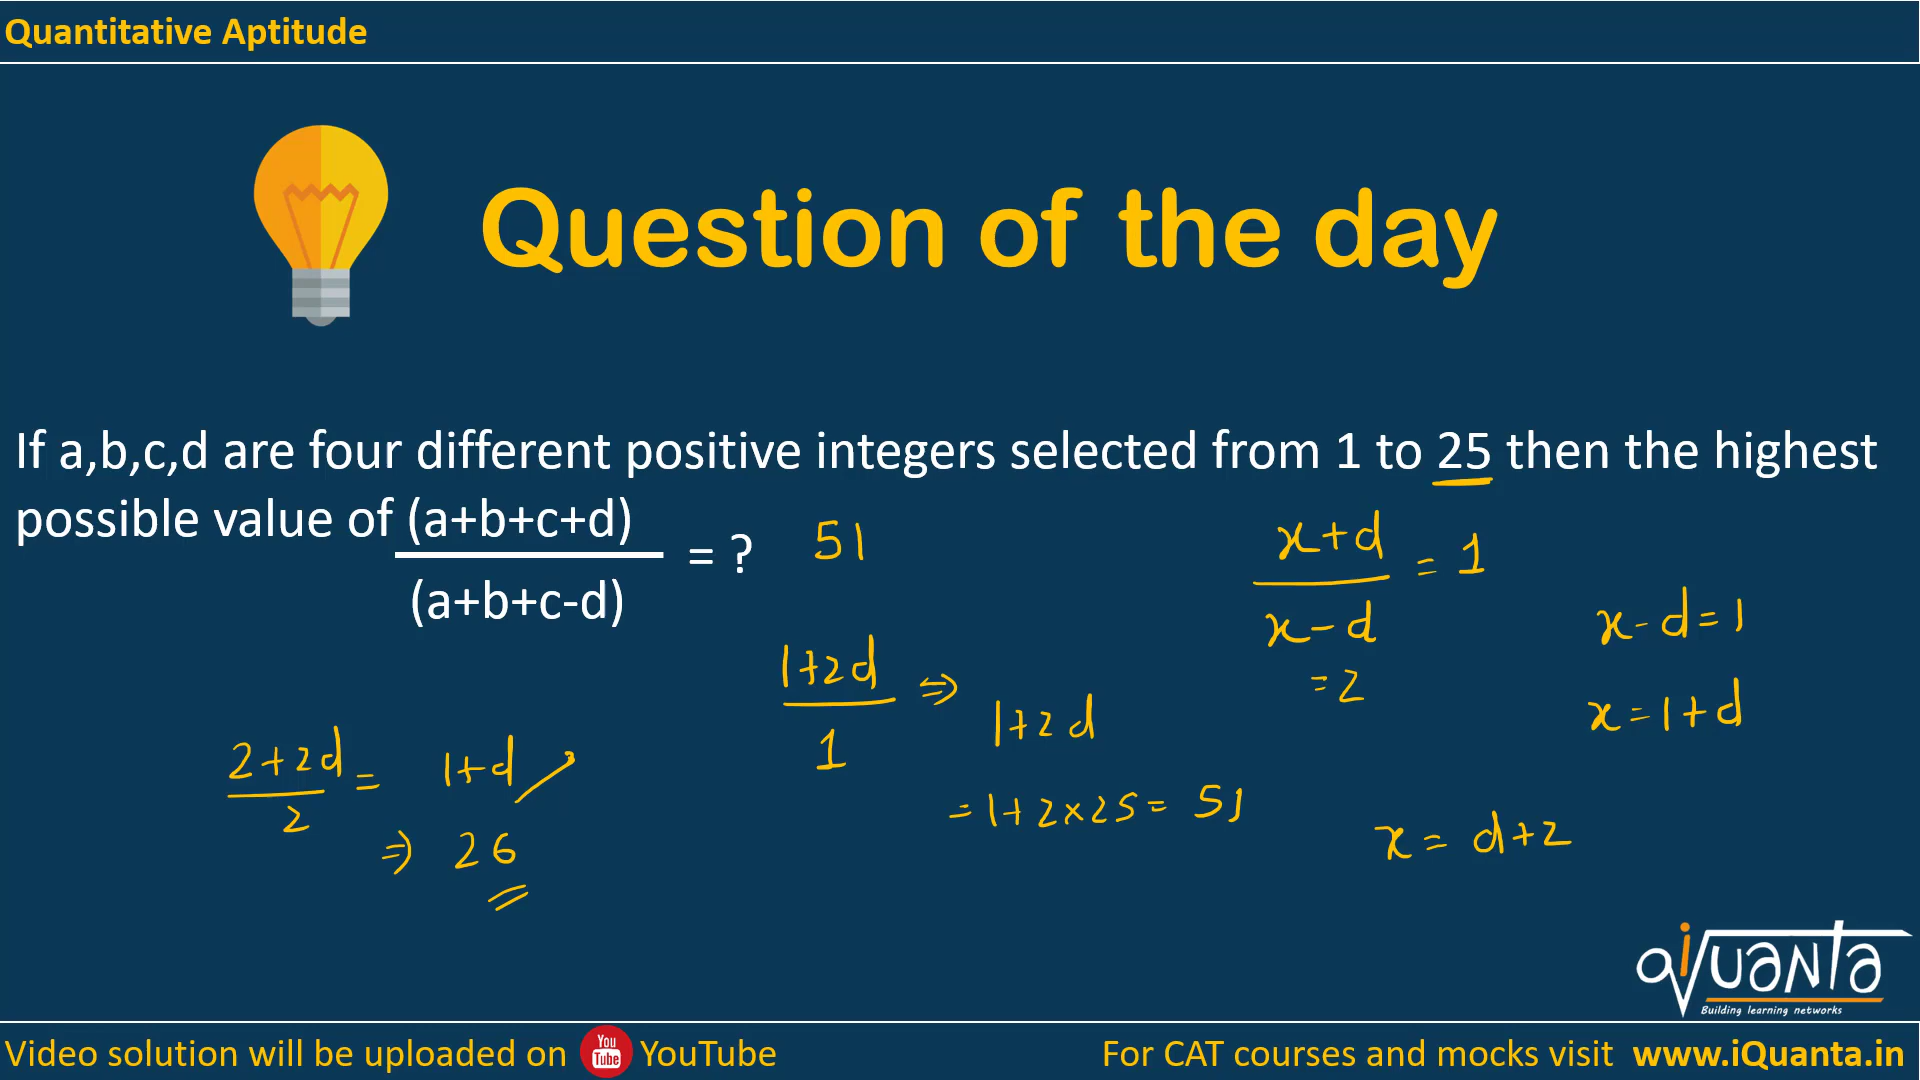 Quantitative Aptitude
Question of the day
If a,b,c,d are four different positive integers selected from 1 to 25 then the highest
possible value of (a+b+c+d)
= ?
(a+b+c-d)
51
x+d
= 1
x-d
=2
x-d=1
x=1+d
1+2d
1
⇒
1+2d
=1+2×25= 51
2+2d
2
=
1+d
⇒ 26
x= d+2
iQuanta
Building learning networks
Video solution will be uploaded on You Tube YouTube
For CAT courses and mocks visit www.iQuanta.in